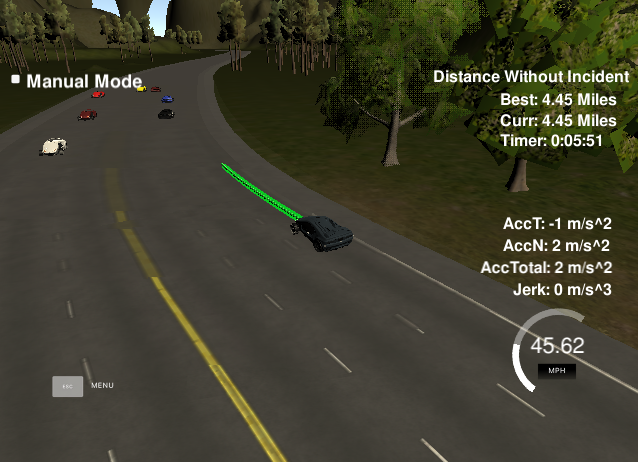 Manual Mode
Distance Without Incident
Best: 4.45 Miles
Curr: 4.45 Miles
Timer: 0:05:51
AccT: -1 m/s^2
AccN: 2 m/s^2
AccTotal: 2 m/s^2
Jerk: 0 m/s^3
45.62
MPH
ESC MENU